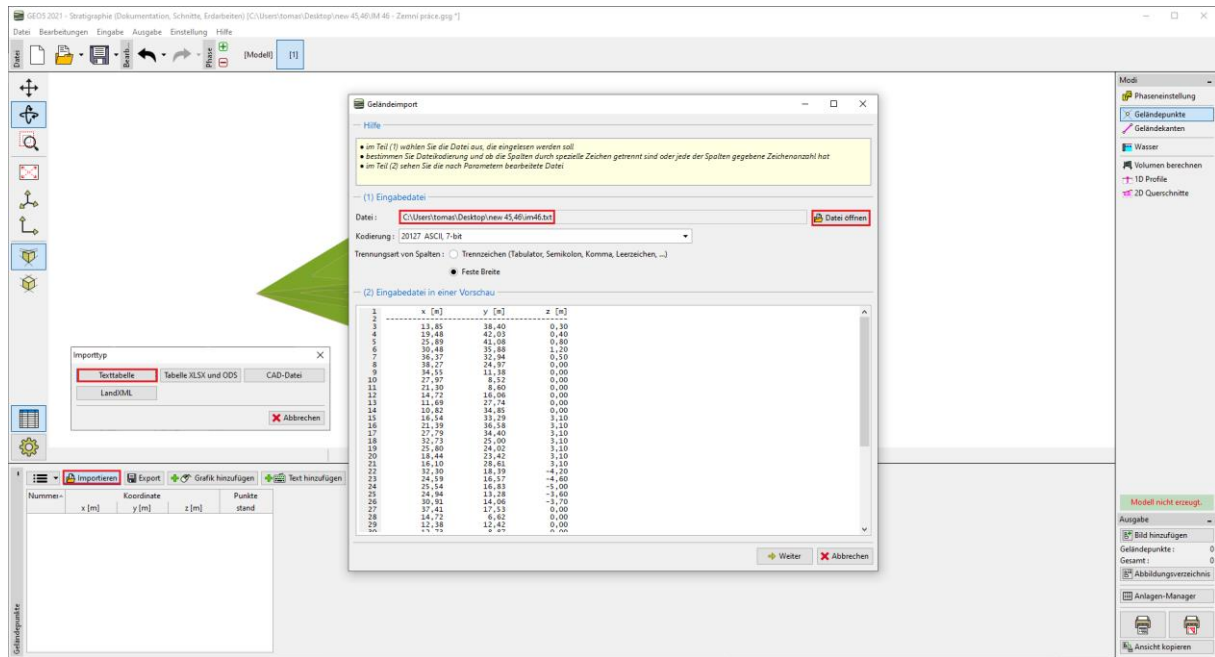 GEO5 2021 - Stratigraphie (Dokumentation, Schnitte, Erdarbeiten) [C:\Users\tomas\Desktop\new 45,46\IM 46 - Zemní práce.gsg *]
Datei Bearbeitungen Eingabe Ausgabe Einstellung Hilfe
Datei
Bearb...
Phase
[Modell]
[1]
Geländeimport
Hilfe
• im Teil (1) wählen Sie die Datei aus, die eingelesen werden soll
• bestimmen Sie Dateikodierung und ob die Spalten durch spezielle Zeichen getrennt sind oder jede der Spalten gegebene Zeichenanzahl hat
• im Teil (2) sehen Sie die nach Parametern bearbeitete Datei
(1) Eingabedatei
Datei : C:\Users\tomas\Desktop\new 45,46\im46.txt Datei öffnen
Kodierung : 20127 ASCII, 7-bit
Trennungsart von Spalten : Trennzeichen (Tabulator, Semikolon, Komma, Leerzeichen, ...)
Feste Breite
(2) Eingabedatei in einer Vorschau
1 x [m] y [m] z [m]
2 ------------------------------
3 13,85 38,40 0,30
4 19,48 42,03 0,40
5 25,89 41,08 0,80
6 30,48 35,88 1,20
7 36,37 32,94 0,50
8 38,27 24,97 0,00
9 34,55 11,38 0,00
10 27,97 8,52 0,00
11 21,30 8,60 0,00
12 14,72 16,06 0,00
13 11,69 27,74 0,00
14 10,82 34,85 0,00
15 16,54 33,29 3,10
16 21,39 36,58 3,10
17 27,79 34,40 3,10
18 32,73 25,00 3,10
19 25,80 24,02 3,10
20 18,44 23,42 3,10
21 16,10 28,61 3,10
22 32,30 18,39 -4,20
23 24,59 16,57 -4,60
24 25,54 16,83 -5,00
25 24,94 13,28 -3,60
26 30,91 14,06 -3,70
27 37,41 17,53 0,00
28 14,72 6,62 0,00
29 12,38 12,42 0,00
Weiter Abbrechen
Importtyp
Texttabelle Tabelle XLSX und ODS CAD-Datei
LandXML
Abbrechen
Importieren Export Grafik hinzufügen Text hinzufügen
Nummer Koordinate Punkte
x [m] y [m] z [m] stand
Geländepunkte
Modi
Phaseneinstellung
Geländepunkte
Geländekanten
Wasser
Volumen berechnen
1D Profile
2D Querschnitte
Modell nicht erzeugt.
Ausgabe
Bild hinzufügen
Geländepunkte : 0
Gesamt : 0
Abbildungsverzeichnis
Anlagen-Manager
Ansicht kopieren